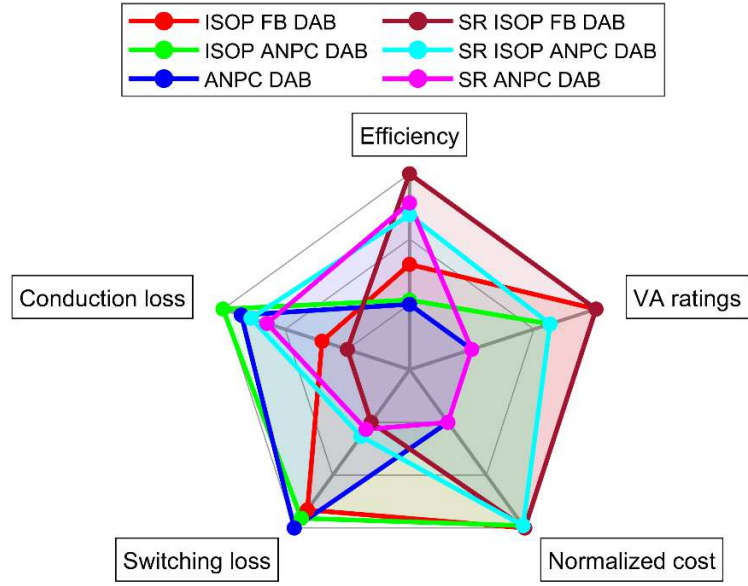 ISOP FB DAB SR ISOP FB DAB
ISOP ANPC DAB SR ISOP ANPC DAB
ANPC DAB SR ANPC DAB
Efficiency
Conduction loss VA ratings
Switching loss Normalized cost